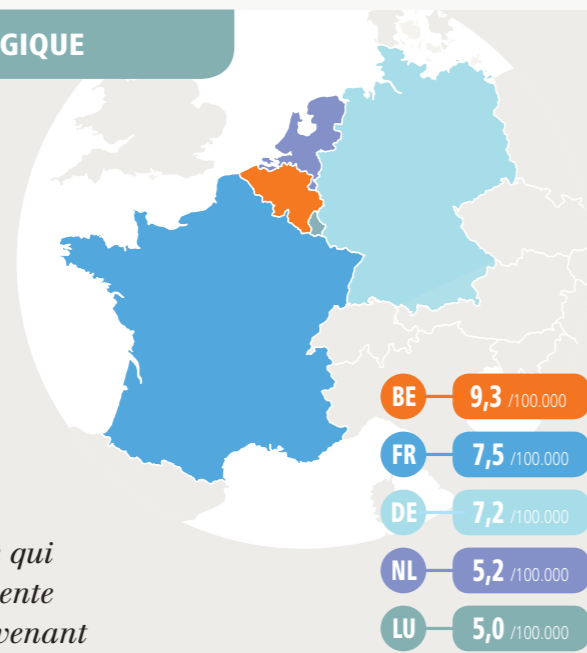 GIQUE
BE 9,3 /100.000
FR 7,5 /100.000
DE 7,2 /100.000
NL 5,2 /100.000
LU 5,0 /100.000
qui
ente
venant